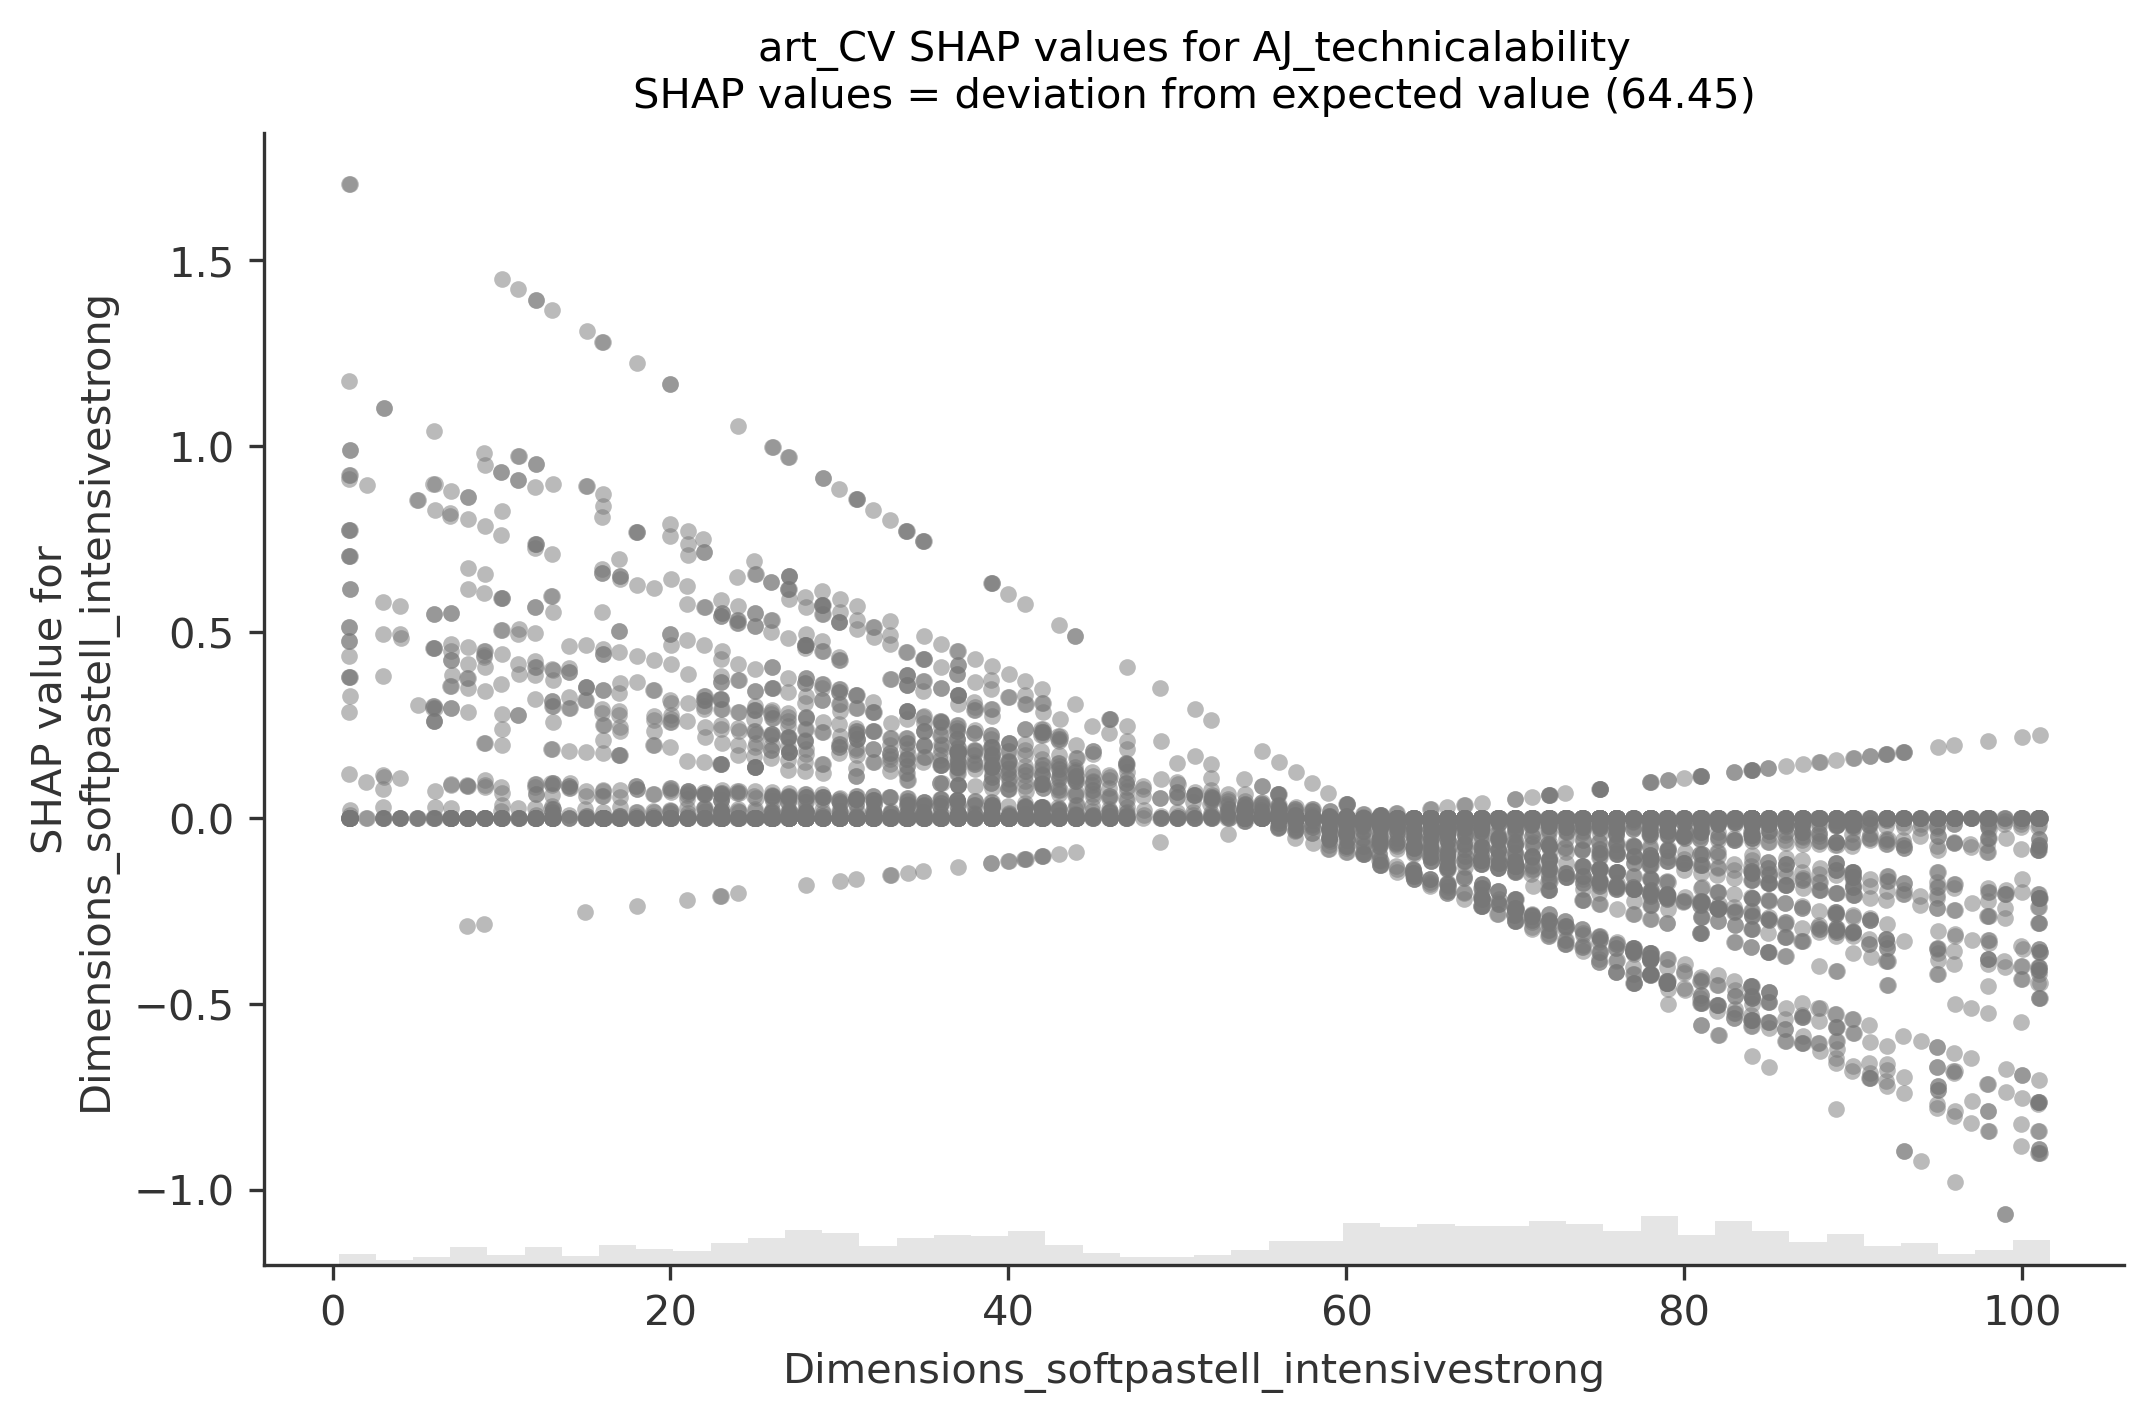 art_CV SHAP values for AJ_technicalability
SHAP values = deviation from expected value (64.45)
SHAP value for
Dimensions_softpastell_intensivestrong
1.5
1.0
0.5
0.0
−0.5
−1.0
0
20
40
60
80
100
Dimensions_softpastell_intensivestrong